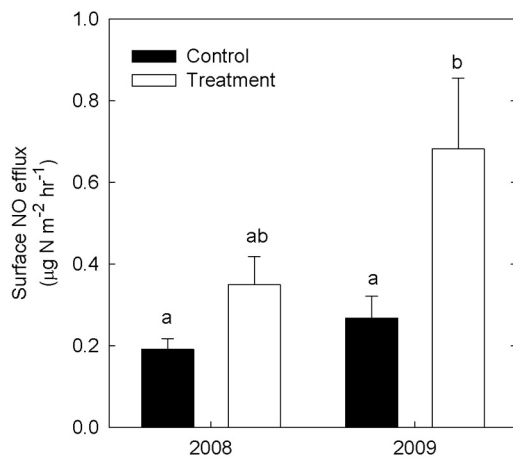 1.0
0.8
0.6
0.4
0.2
0.0
Surface NO efflux
(µg N m-2 hr-1)
Control
Treatment
a
ab
a
b
2008
2009